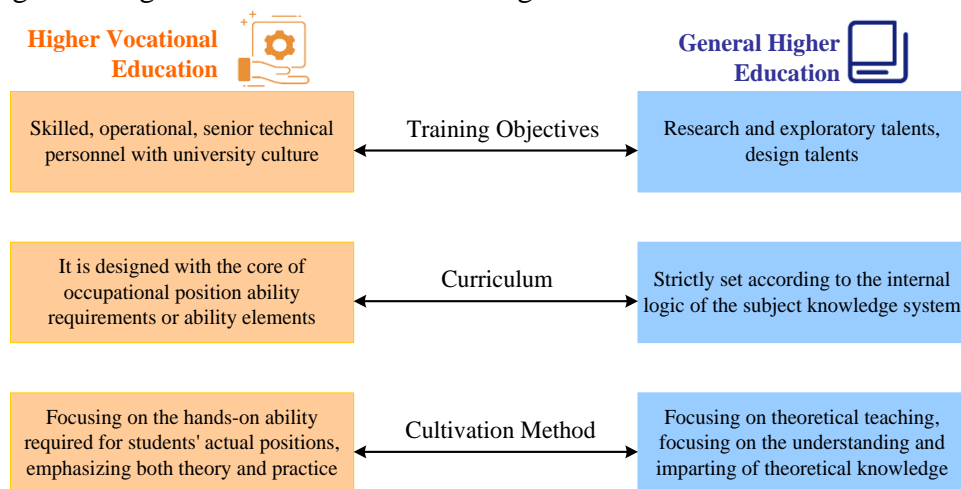 Higher Vocational
Education
General Higher
Education
Skilled, operational, senior technical
personnel with university culture
Training Objectives
Research and exploratory talents,
design talents
It is designed with the core of
occupational position ability
requirements or ability elements
Curriculum
Strictly set according to the internal
logic of the subject knowledge system
Focusing on the hands-on ability
required for students' actual positions,
emphasizing both theory and practice
Cultivation Method
Focusing on theoretical teaching,
focusing on the understanding and
imparting of theoretical knowledge